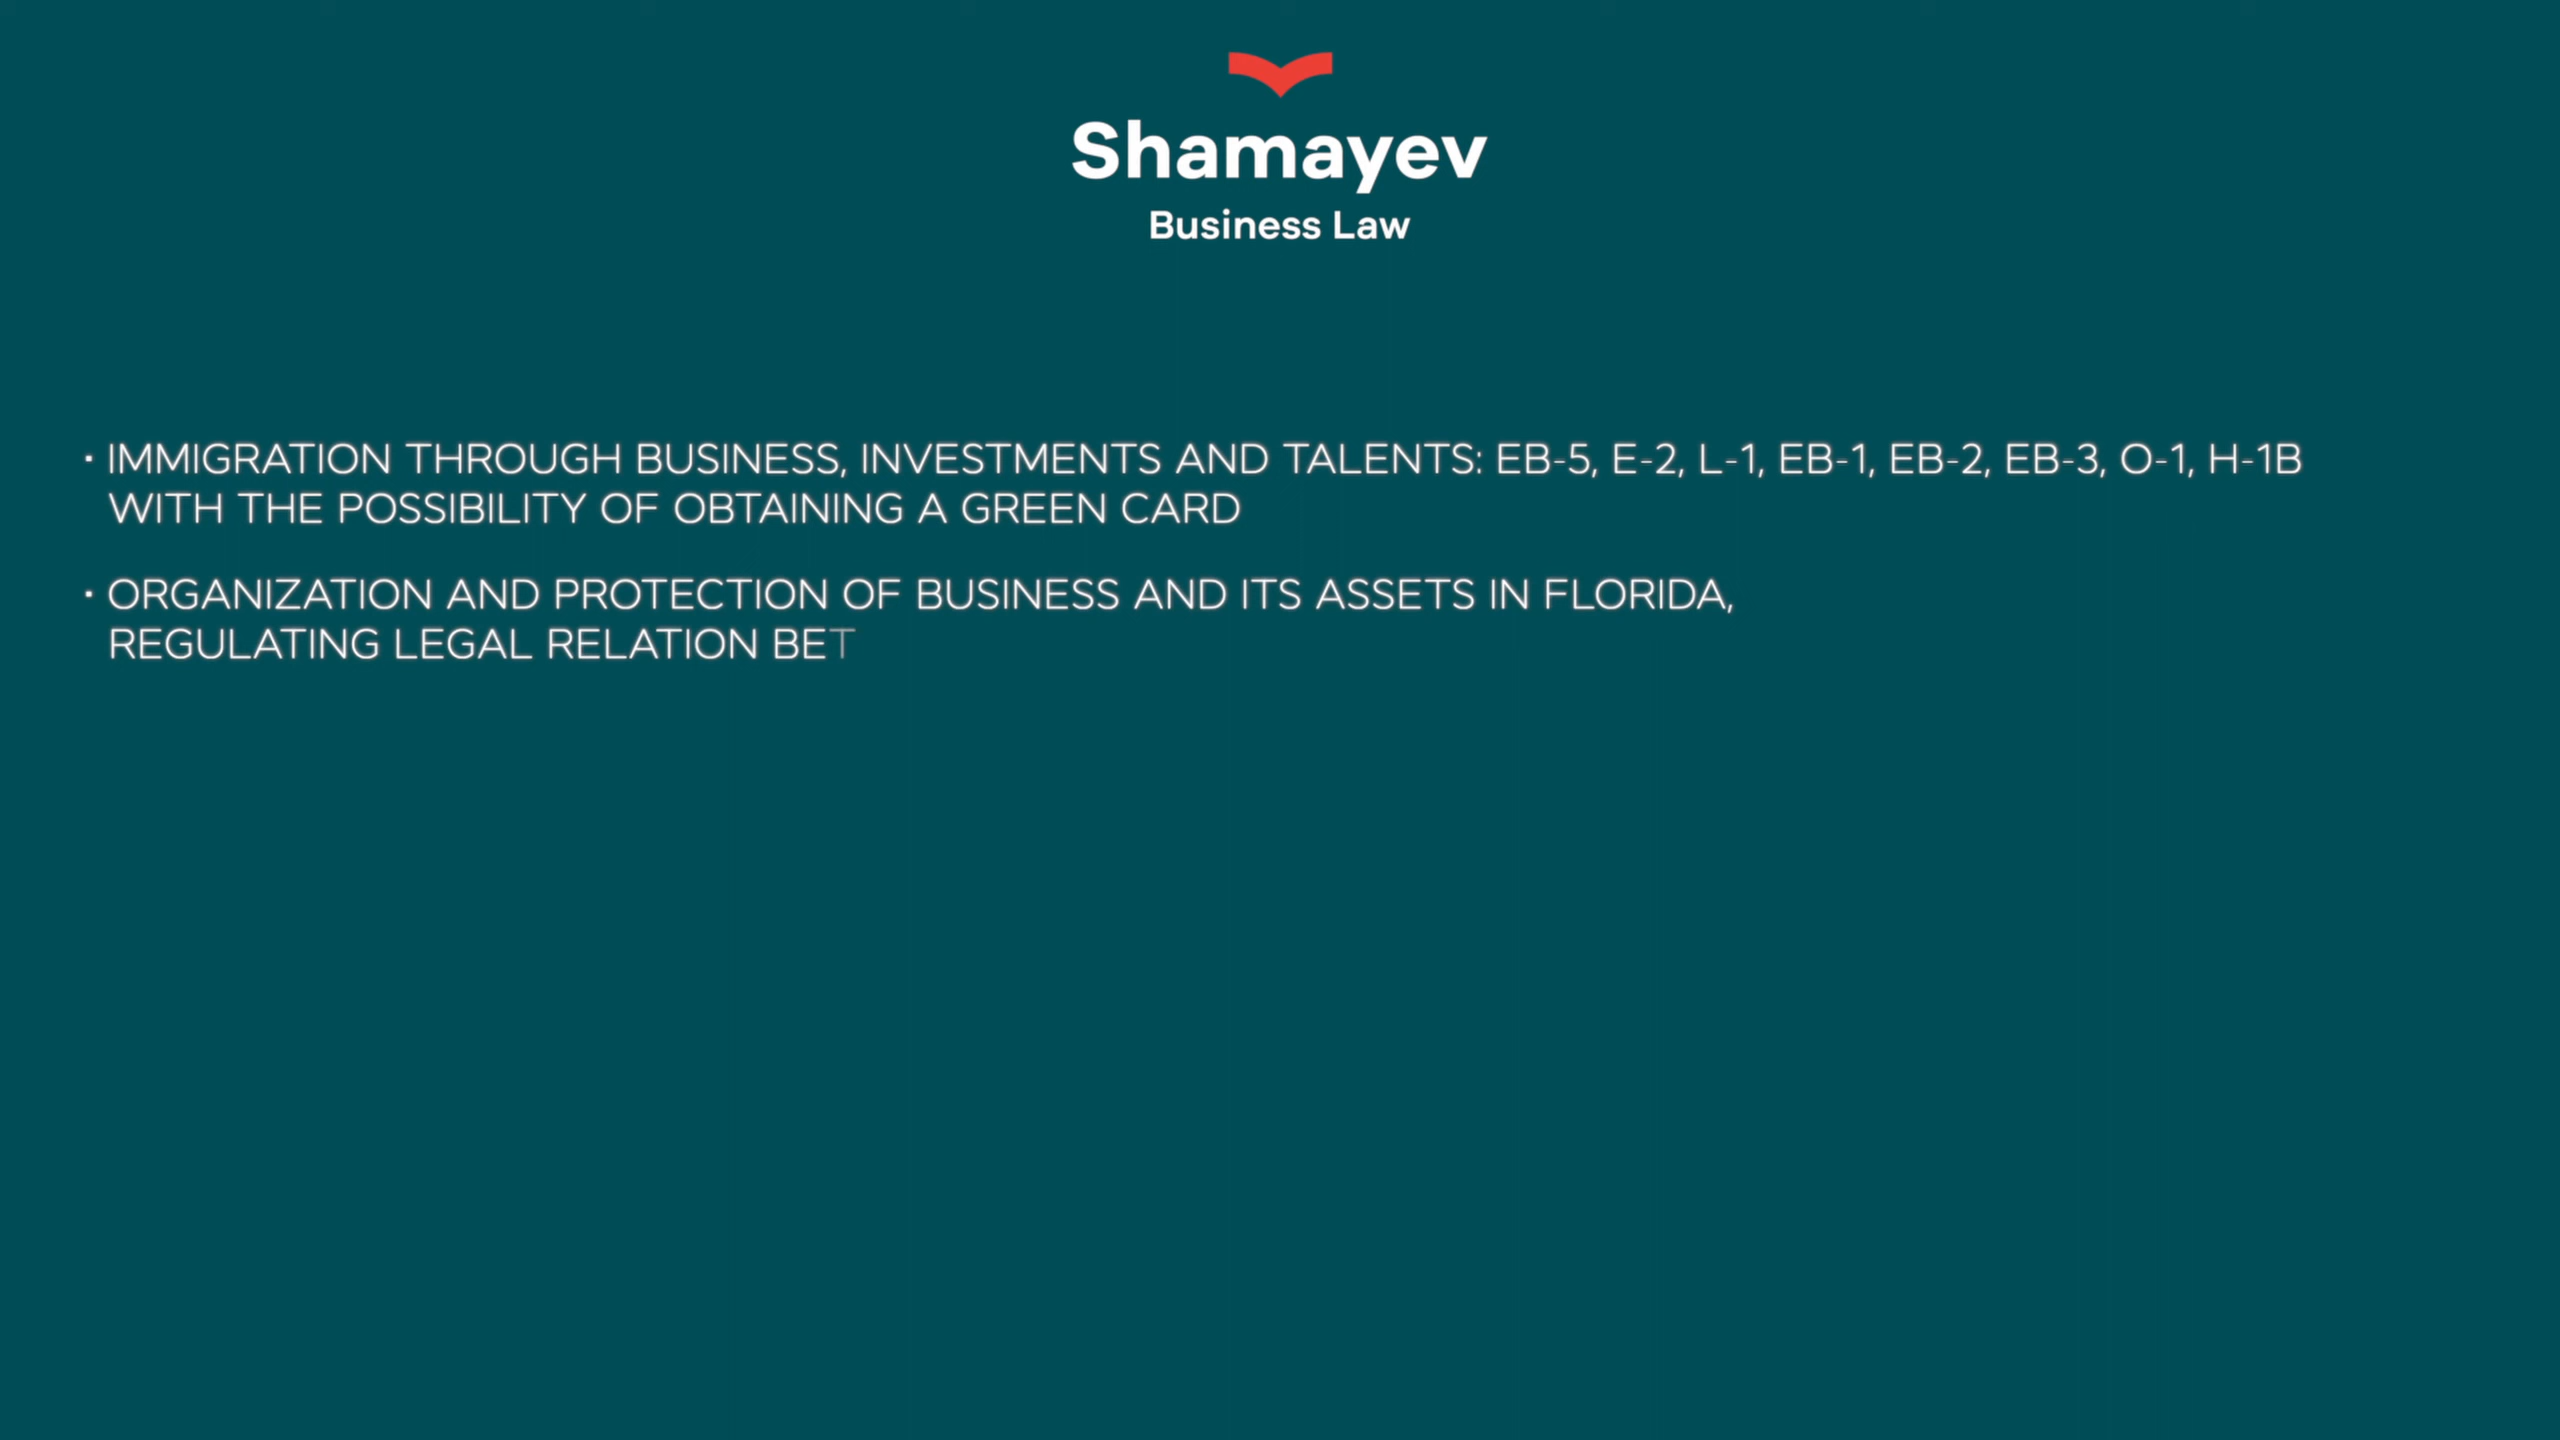 Shamayev
Business Law
· IMMIGRATION THROUGH BUSINESS, INVESTMENTS AND TALENTS: EB-5, E-2, L-1, EB-1, EB-2, EB-3, O-1, H-1B
WITH THE POSSIBILITY OF OBTAINING A GREEN CARD
· ORGANIZATION AND PROTECTION OF BUSINESS AND ITS ASSETS IN FLORIDA,
REGULATING LEGAL RELATION BET